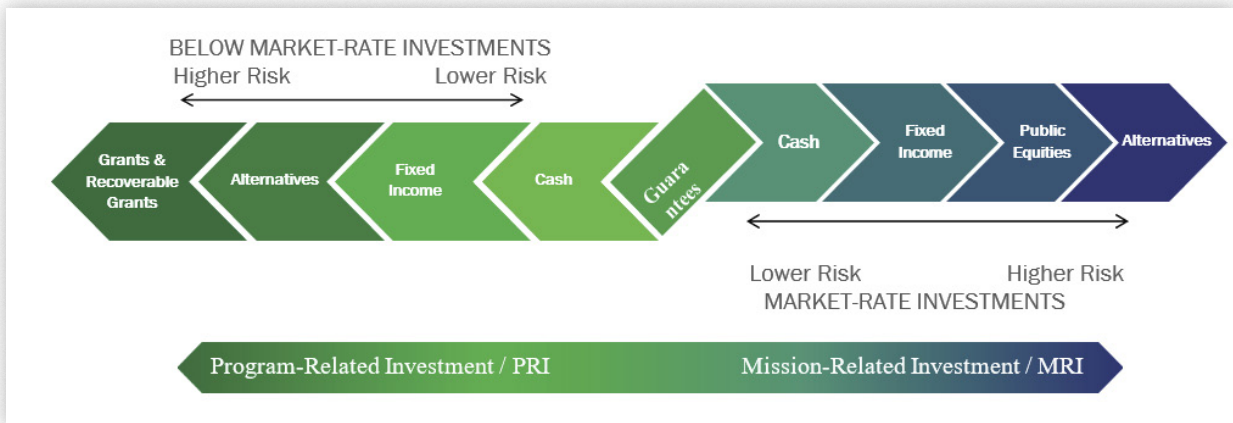 BELOW MARKET-RATE INVESTMENTS
Higher Risk
Lower Risk
Grants &
Recoverable
Grants
Alternatives
Fixed
Income
Cash
Guara
ntees
Cash
Fixed
Income
Public
Equities
Alternatives
Lower Risk
Higher Risk
MARKET-RATE INVESTMENTS
Program-Related Investment / PRI
Mission-Related Investment / MRI